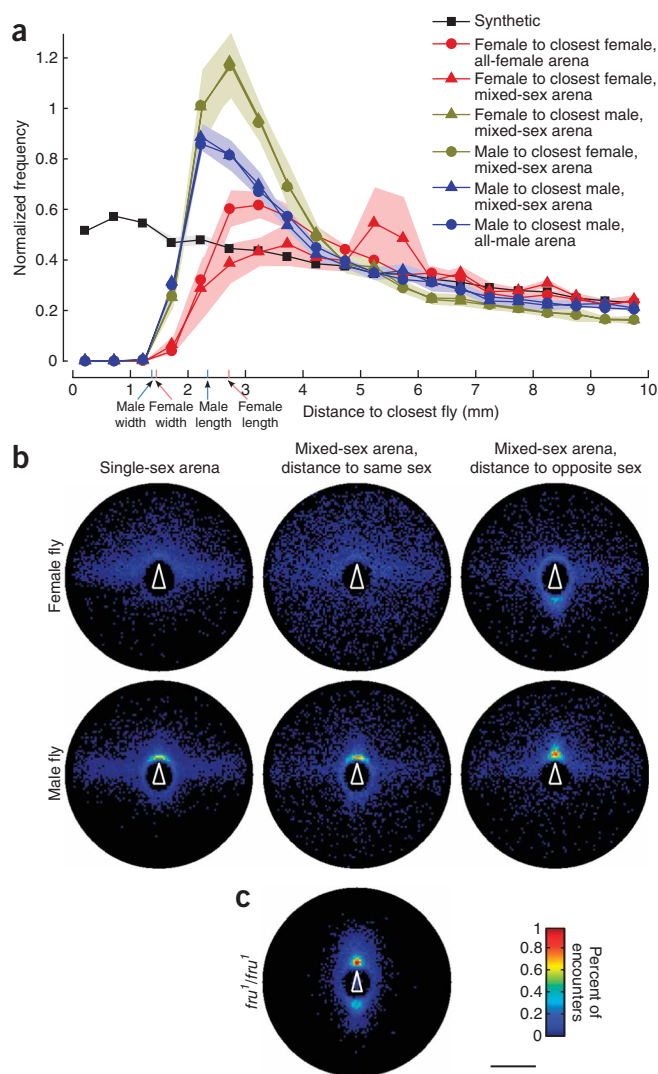 a
Normalized frequency
1.2
1
0.8
0.6
0.4
0.2
0
0 1 2 3 4 5 6 7 8 9 10
Synthetic
Female to closest female,
all-female arena
Female to closest female,
mixed-sex arena
Female to closest male,
mixed-sex arena
Male to closest female,
mixed-sex arena
Male to closest male,
mixed-sex arena
Male to closest male,
all-male arena
Male
width
Female
width
Male
length
Female
length
Distance to closest fly (mm)
b
Single-sex arena
Mixed-sex arena,
distance to same sex
Mixed-sex arena,
distance to opposite sex
Female fly
Male fly
c
fru¹/fru¹
1
0.8
0.6
0.4
0.2
0
Percent of
encounters